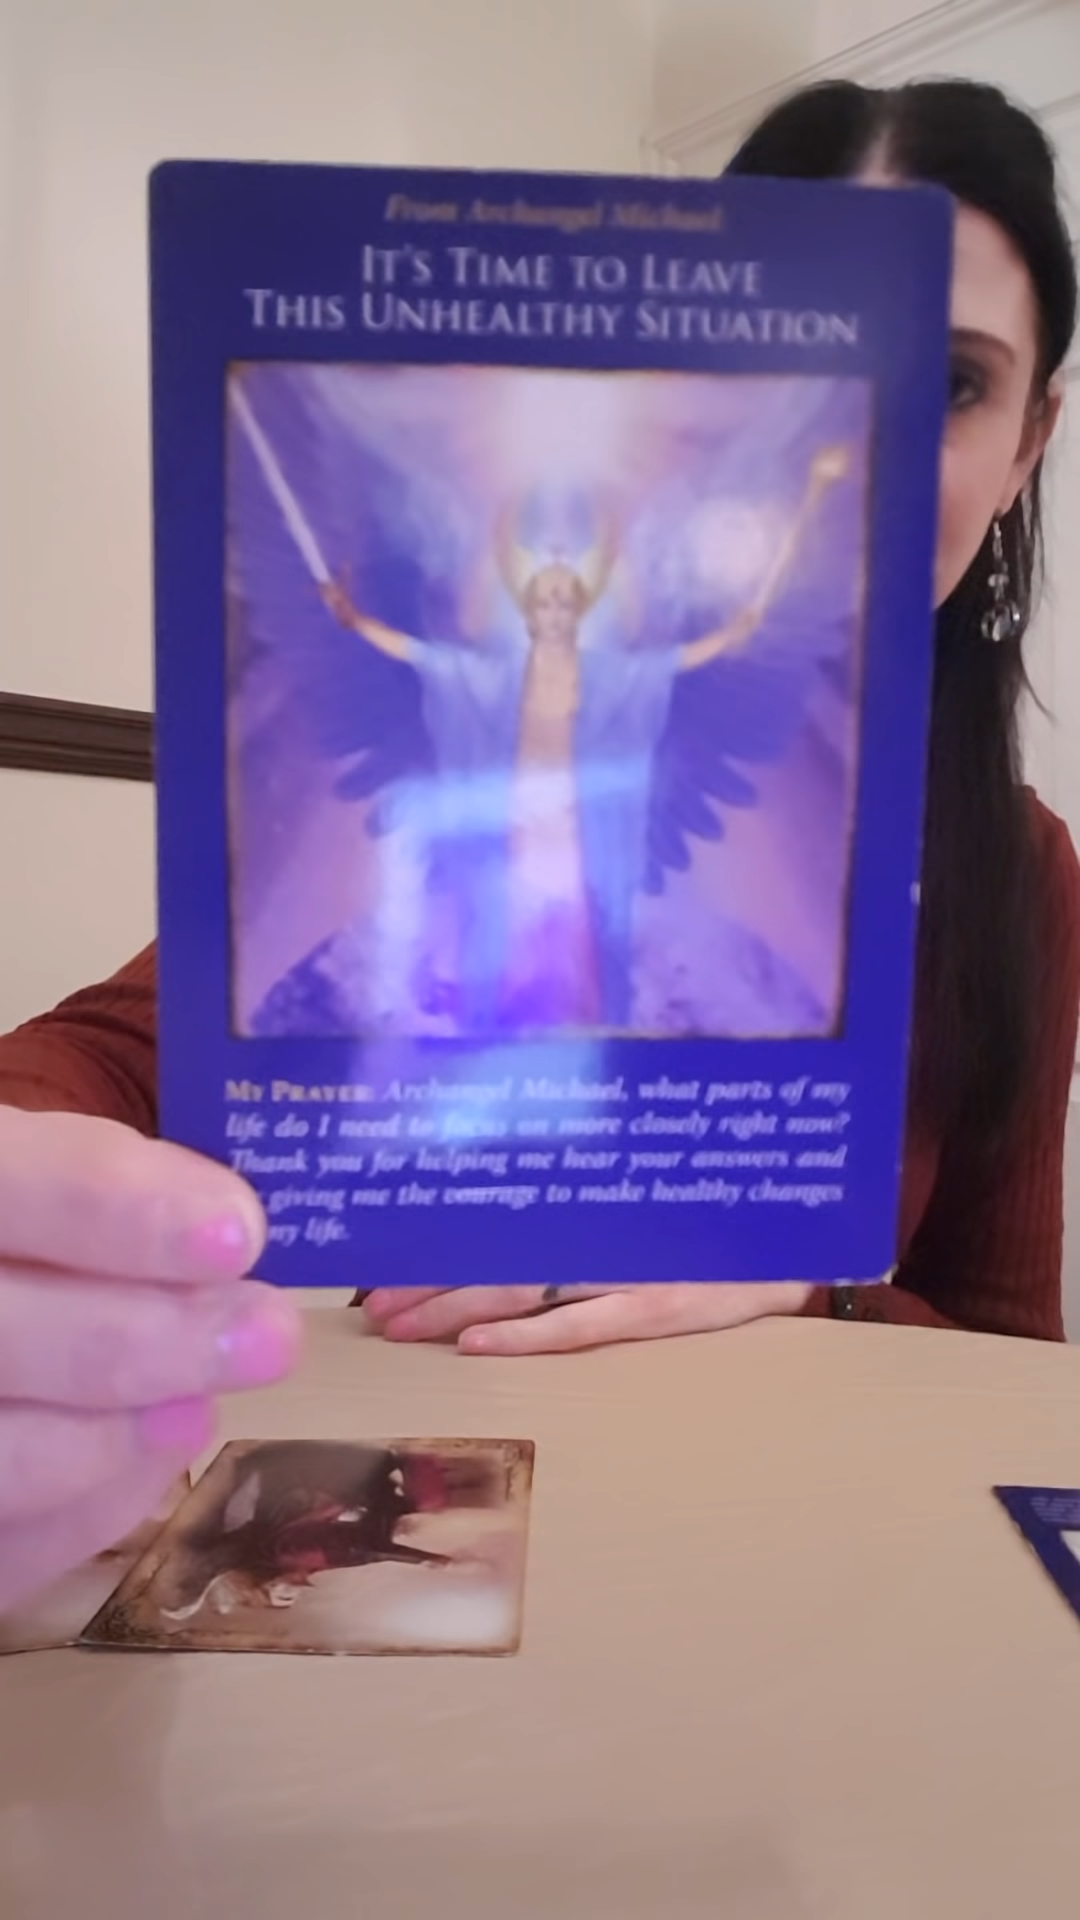 From Archangel Michael
IT'S TIME TO LEAVE
THIS UNHEALTHY SITUATION
MY PRAYER: Archangel Michael, what parts of my
life do I need to focus on more closely right now?
Thank you for helping me hear your answers and
giving me the courage to make healthy changes
my life.